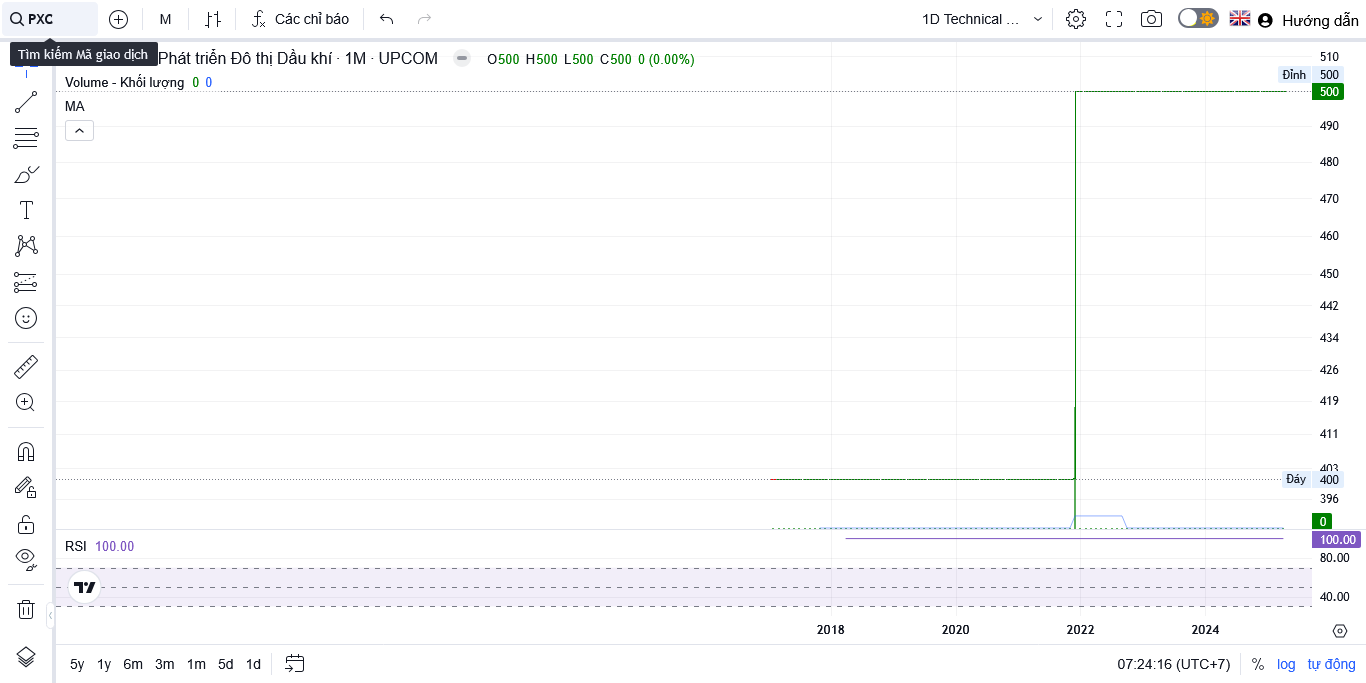 PXC
M
Các chỉ báo
1D Technical ...
Hướng dẫn
Tìm kiếm Mã giao dịch
Phát triển Đô thị Dầu khí · 1M · UPCOM
O500 H500 L500 C500 0 (0.00%)
Volume - Khối lượng 0 0
MA
510
Đỉnh 500
500
490
480
470
460
450
442
434
426
419
411
403
Đáy 400
396
0
RSI 100.00
100.00
80.00
40.00
2018 2020 2022 2024
5y 1y 6m 3m 1m 5d 1d
07:24:16 (UTC+7) % log tự động